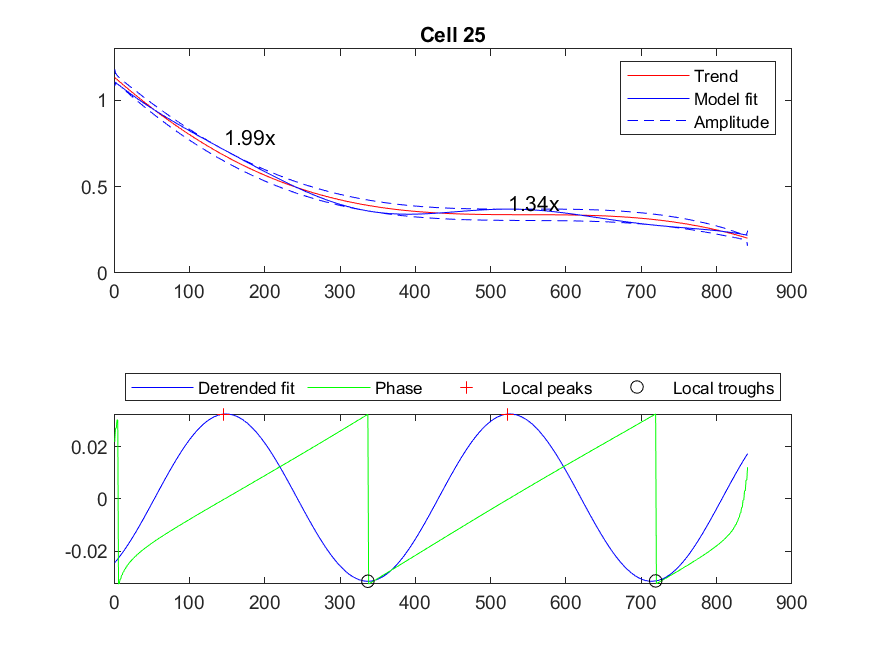 Cell 25
Trend
Model fit
Amplitude
1.99x
1.34x
1
0.5
0
0 100 200 300 400 500 600 700 800 900
Detrended fit Phase Local peaks Local troughs
0.02
0
-0.02
0 100 200 300 400 500 600 700 800 900